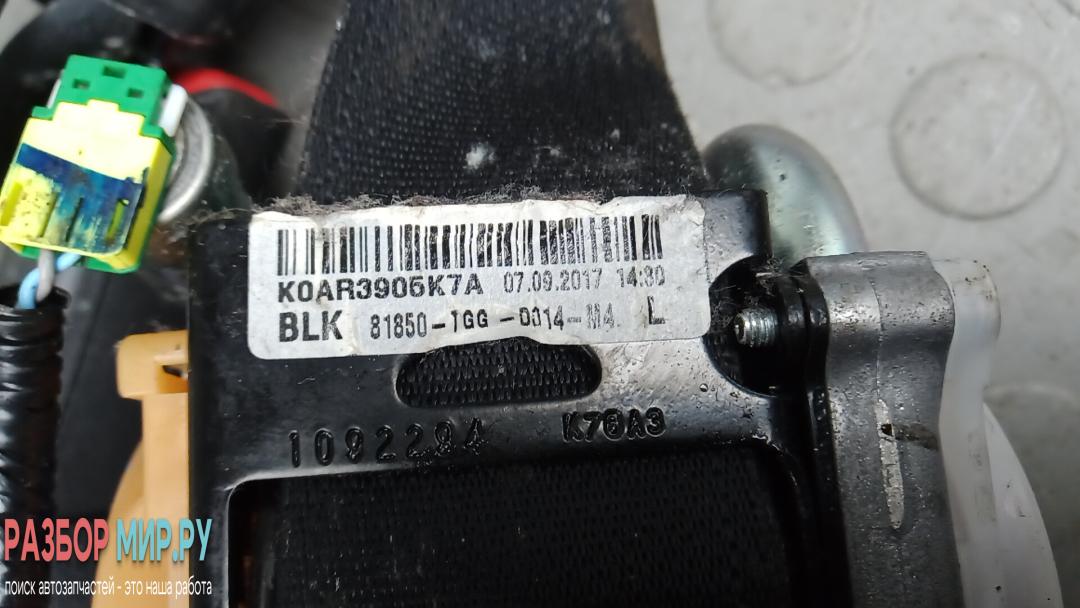 K0AR3905K7A 07.09.2017 14:30
BLK 81850-TGG-0014-M4 L
1092294 K76A3
РАЗБОР МИР.РУ
поиск автозапчастей - это наша работа